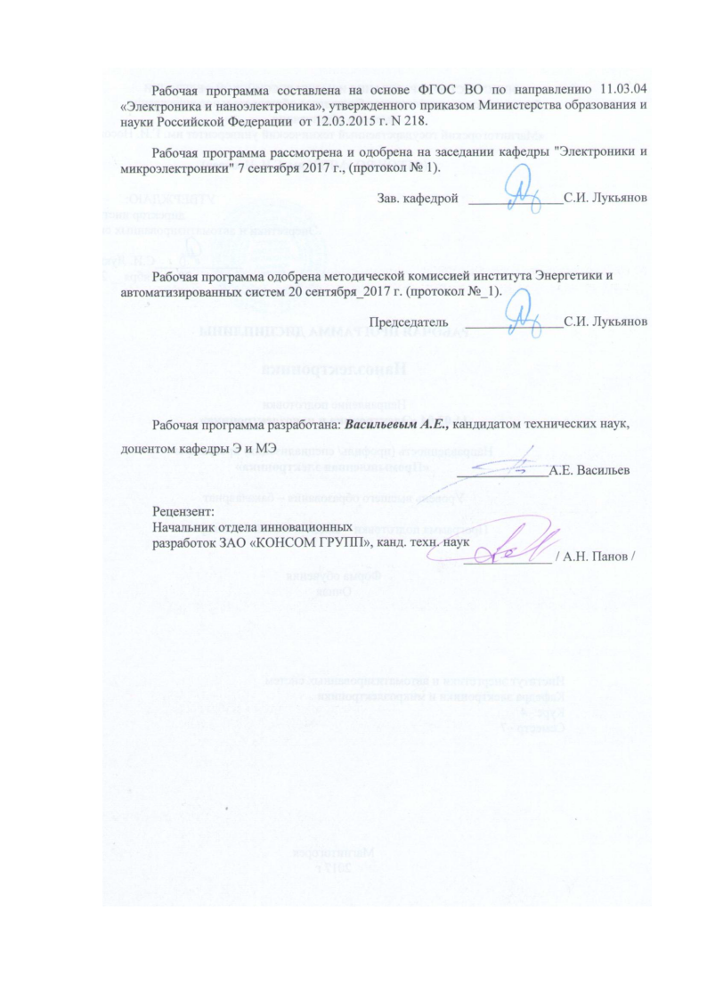 Рабочая программа составлена на основе ФГОС ВО по направлению 11.03.04
«Электроника и наноэлектроника», утвержденного приказом Министерства образования и
науки Российской Федерации от 12.03.2015 г. N 218.
Рабочая программа рассмотрена и одобрена на заседании кафедры "Электроники и
микроэлектроники" 7 сентября 2017 г., (протокол № 1).
Зав. кафедрой ______________С.И. Лукьянов
Рабочая программа одобрена методической комиссией института Энергетики и
автоматизированных систем 20 сентября_2017 г. (протокол №_1).
Председатель ______________С.И. Лукьянов
Рабочая программа разработана: Васильевым А.Е., кандидатом технических наук,
доцентом кафедры Э и МЭ
______________А.Е. Васильев
Рецензент:
Начальник отдела инновационных
разработок ЗАО «КОНСОМ ГРУПП», канд. техн. наук
_____________ / А.Н. Панов /